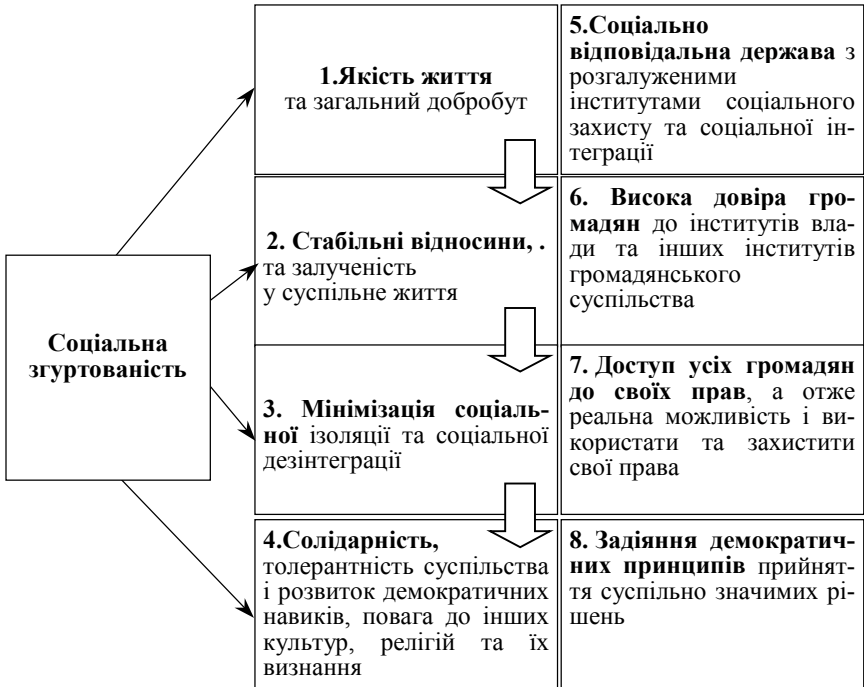 Соціальна
згуртованість
1.Якість життя
та загальний добробут
2. Стабільні відносини, .
та залученість
у суспільне життя
3. Мінімізація соціаль-
ної ізоляції та соціальної
дезінтеграції
4.Солідарність,
толерантність суспільства
і розвиток демократичних
навиків, повага до інших
культур, релігій та їх
визнання
5.Соціально
відповідальна держава з
розгалуженими
інститутами соціального
захисту та соціальної ін-
теграції
6. Висока довіра гро-
мадян до інститутів вла-
ди та інших інститутів
громадянського
суспільства
7. Доступ усіх громадян
до своїх прав, а отже
реальна можливість і ви-
користати та захистити
свої права
8. Задіяння демократич-
них принципів прийнят-
тя суспільно значимих рі-
шень